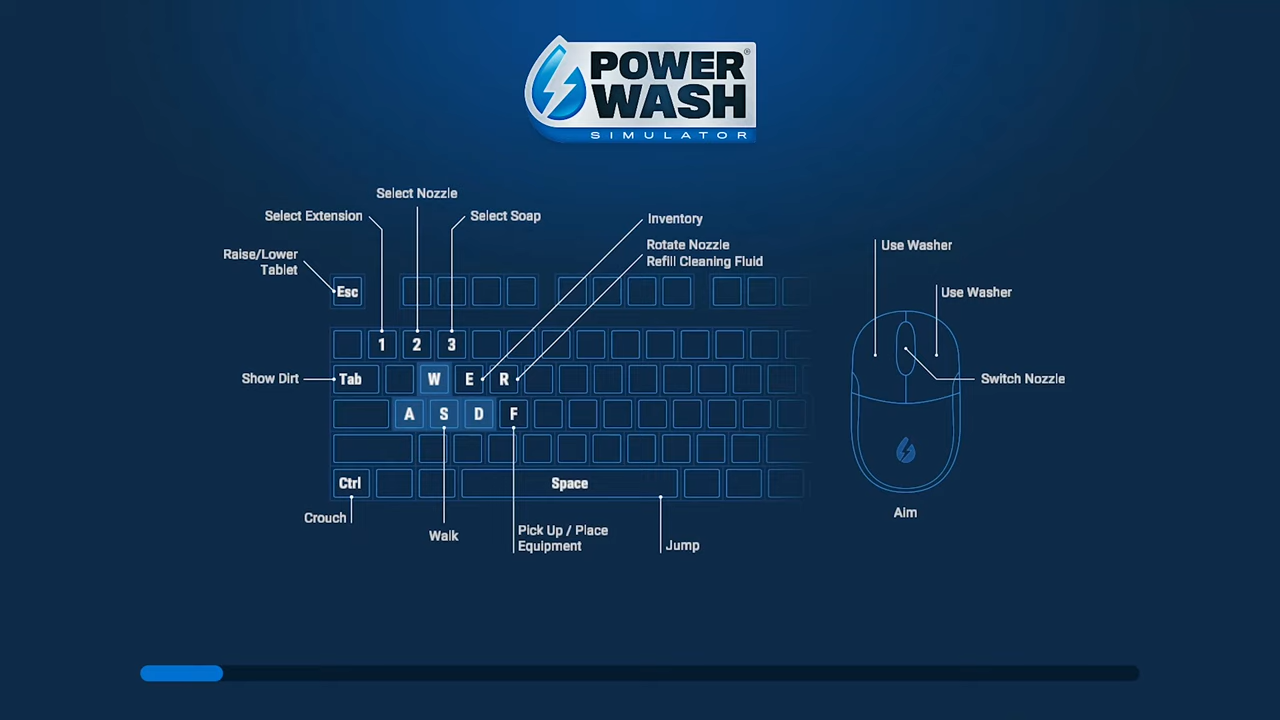 POWER®
WASH
SIMULATOR
Select Nozzle
Select Extension
Select Soap
Inventory
Raise/Lower
Tablet
Rotate Nozzle
Refill Cleaning Fluid
Use Washer
Use Washer
Esc
1 2 3
Show Dirt
Tab W E R
Switch Nozzle
A S D F
Ctrl Space
Crouch
Walk
Pick Up / Place
Equipment
Jump
Aim